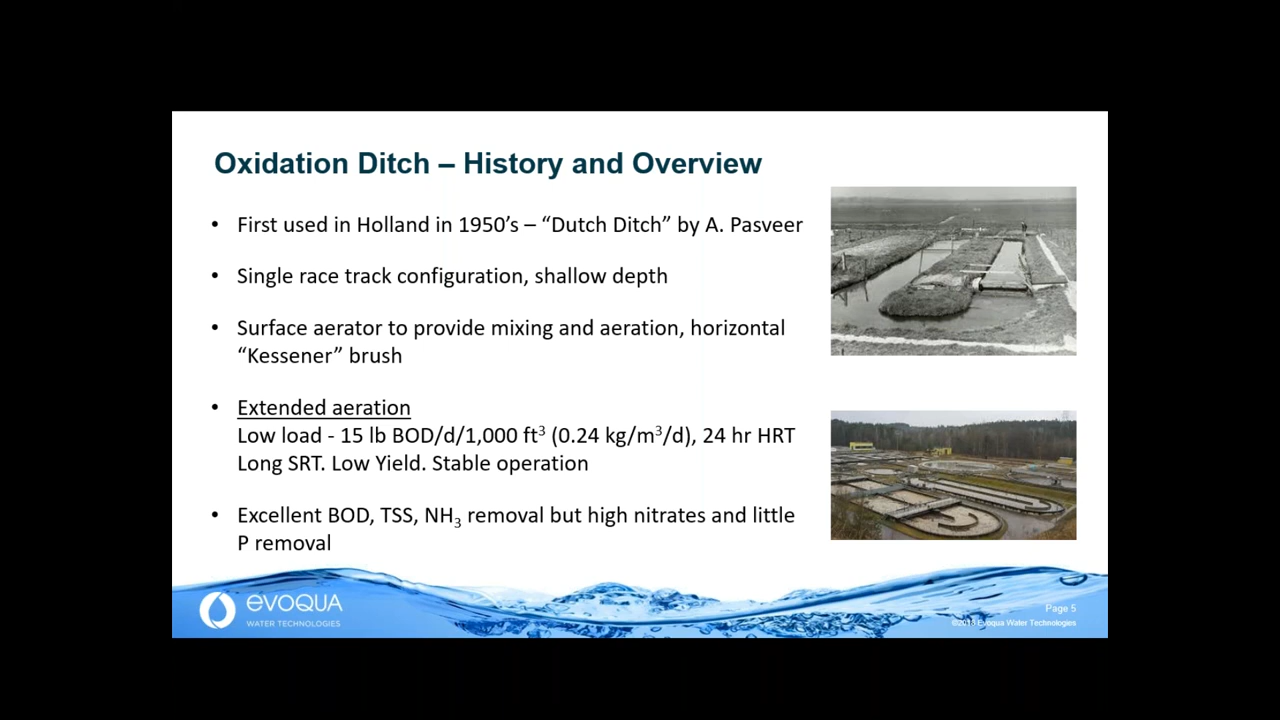 Oxidation Ditch – History and Overview
• First used in Holland in 1950’s – “Dutch Ditch” by A. Pasveer
• Single race track configuration, shallow depth
• Surface aerator to provide mixing and aeration, horizontal
“Kessener” brush
• Extended aeration
Low load - 15 lb BOD/d/1,000 ft³ (0.24 kg/m³/d), 24 hr HRT
Long SRT. Low Yield. Stable operation
• Excellent BOD, TSS, NH₃ removal but high nitrates and little
P removal
evoqua
WATER TECHNOLOGIES
Page 5
©2018 Evoqua Water Technologies